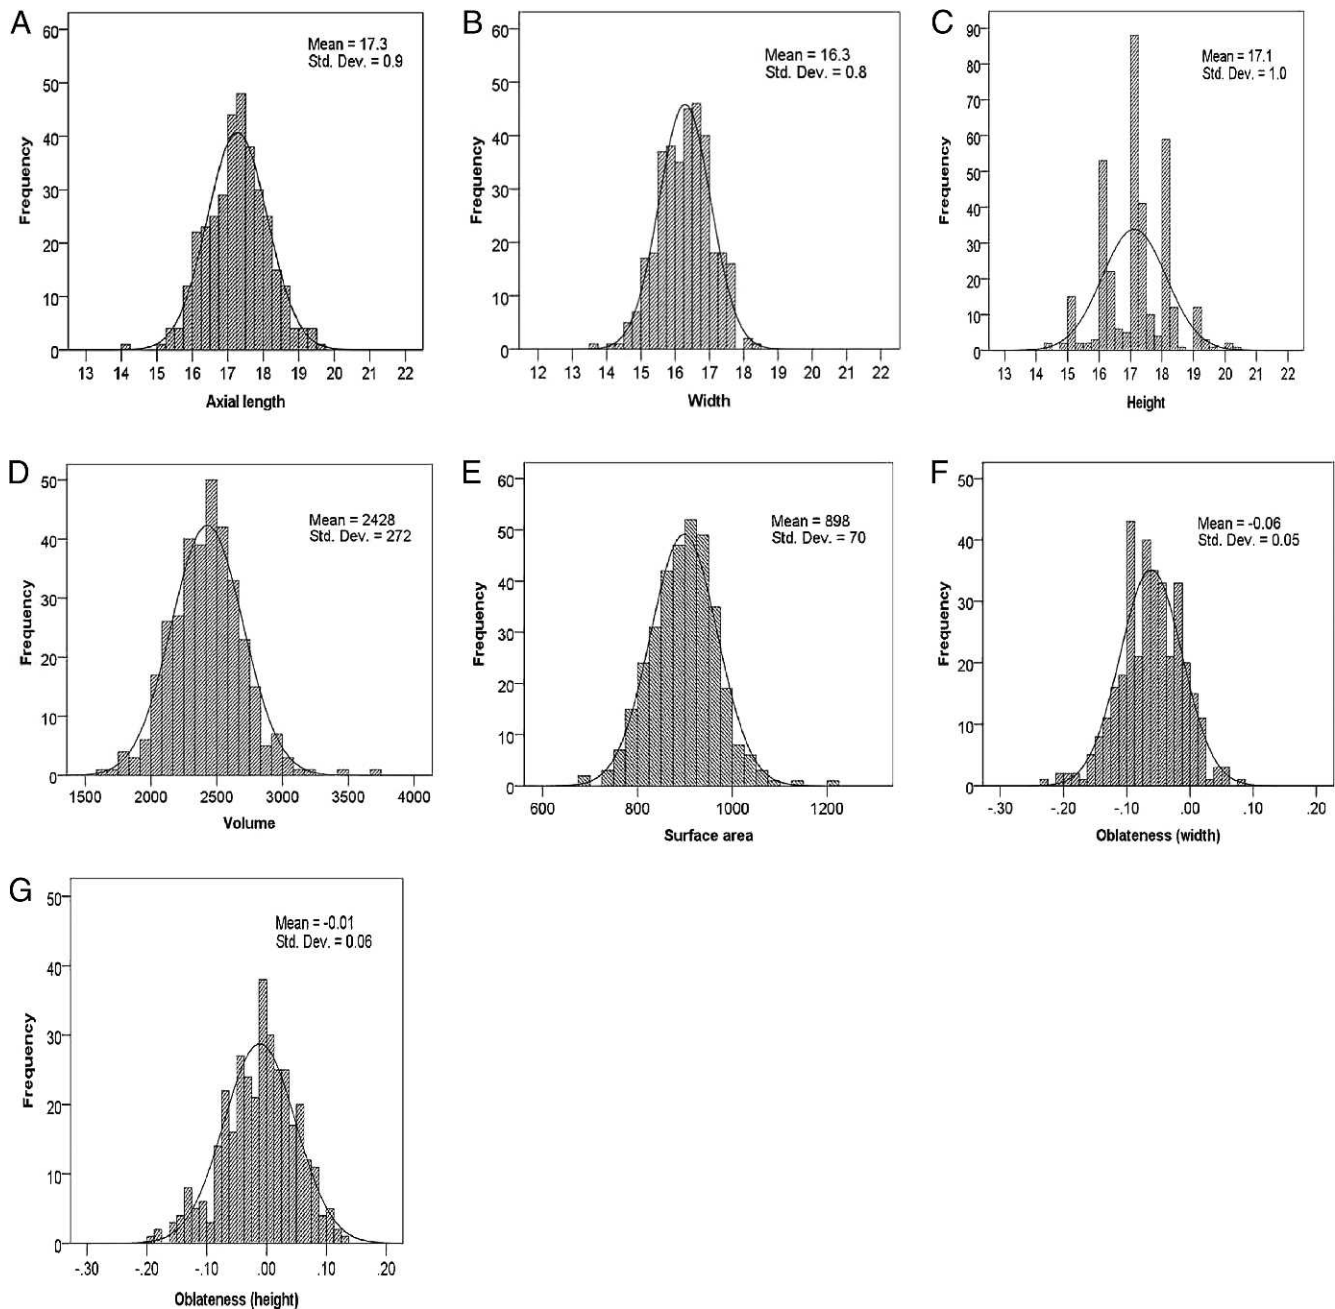 A
Frequency
60
50
40
30
20
10
0
Mean = 17.3
Std. Dev. = 0.9
13 14 15 16 17 18 19 20 21 22
Axial length
B
Frequency
60
50
40
30
20
10
0
Mean = 16.3
Std. Dev. = 0.8
12 13 14 15 16 17 18 19 20 21 22
Width
C
Frequency
90
80
70
60
50
40
30
20
10
0
Mean = 17.1
Std. Dev. = 1.0
13 14 15 16 17 18 19 20 21 22
Height
D
Frequency
50
40
30
20
10
0
Mean = 2428
Std. Dev. = 272
1500 2000 2500 3000 3500 4000
Volume
E
Frequency
60
50
40
30
20
10
0
Mean = 898
Std. Dev. = 70
600 800 1000 1200
Surface area
F
Frequency
50
40
30
20
10
0
Mean = -0.06
Std. Dev. = 0.05
-.30 -.20 -.10 .00 .10 .20
Oblateness (width)
G
Frequency
50
40
30
20
10
0
Mean = -0.01
Std. Dev. = 0.06
-.30 -.20 -.10 .00 .10 .20
Oblateness (height)